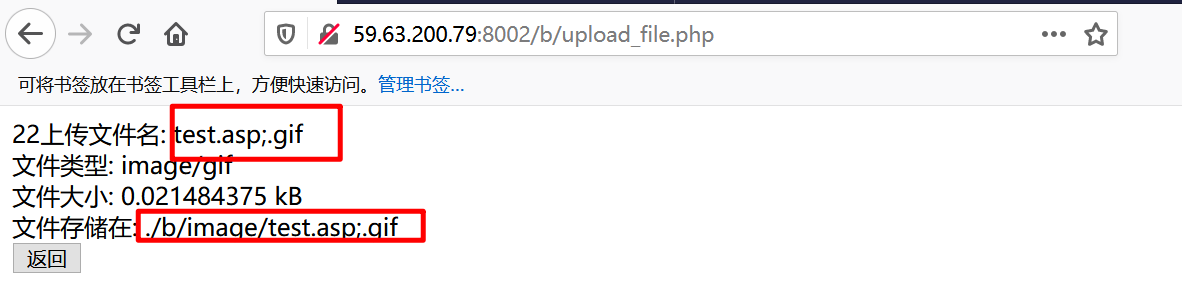 59.63.200.79:8002/b/upload_file.php
可将书签放在书签工具栏上，方便快速访问。管理书签...
22上传文件名: test.asp;.gif
文件类型: image/gif
文件大小: 0.021484375 kB
文件存储在: ./b/image/test.asp;.gif
返回